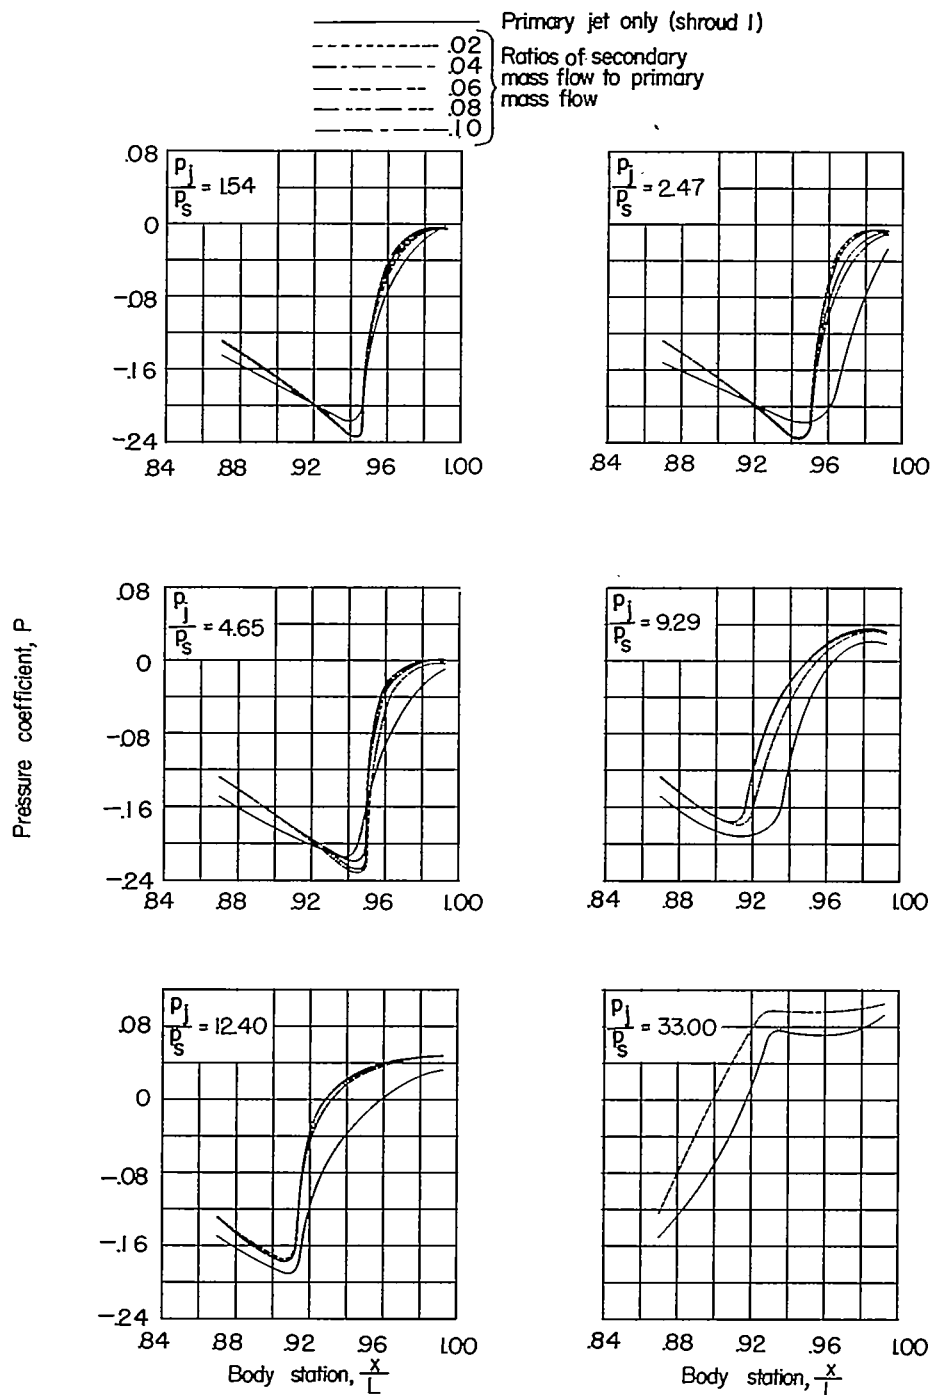 Primary jet only (shroud 1)
.02
.04
.06
.08
.10
Ratios of secondary
mass flow to primary
mass flow
Pressure coefficient, P
pj/ps = 1.54
.08
0
-.08
-.16
-.24
.84 .88 .92 .96 1.00
pj/ps = 2.47
.84 .88 .92 .96 1.00
pj/ps = 4.65
.08
0
-.08
-.16
-.24
.84 .88 .92 .96 1.00
pj/ps = 9.29
.84 .88 .92 .96 1.00
pj/ps = 12.40
.08
0
-.08
-.16
-.24
.84 .88 .92 .96 1.00
Body station, x/L
pj/ps = 33.00
.84 .88 .92 .96 1.00
Body station, x/L